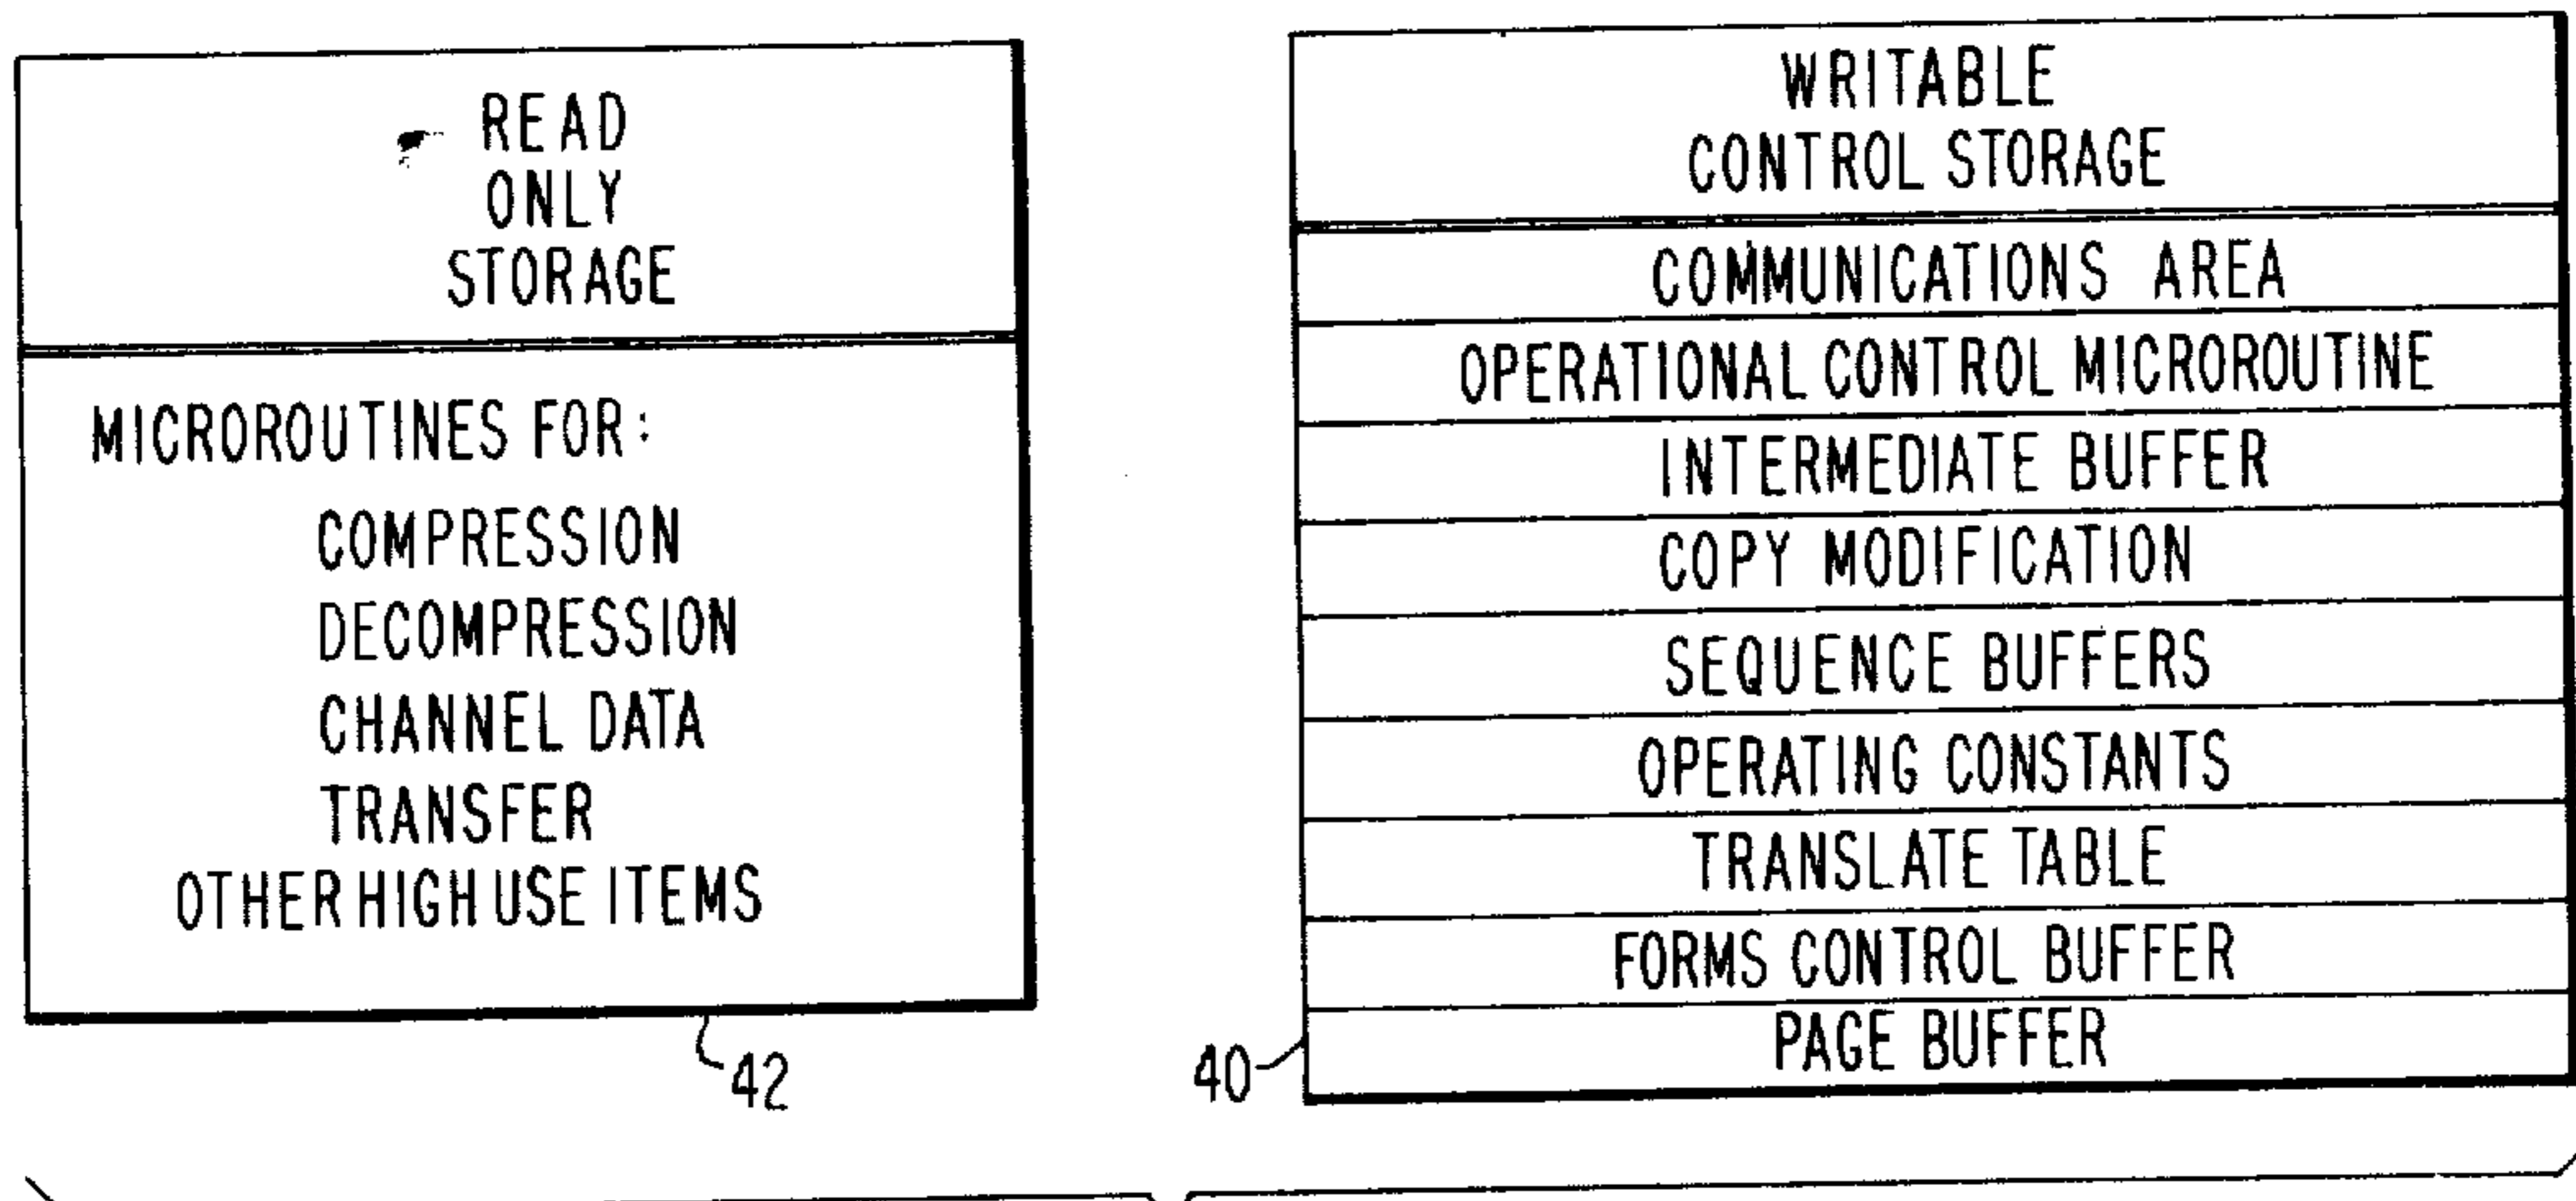 READ
ONLY
STORAGE
MICROROUTINES FOR:
COMPRESSION
DECOMPRESSION
CHANNEL DATA
TRANSFER
OTHER HIGH USE ITEMS
42
WRITABLE
CONTROL STORAGE
COMMUNICATIONS AREA
OPERATIONAL CONTROL MICROROUTINE
INTERMEDIATE BUFFER
COPY MODIFICATION
SEQUENCE BUFFERS
OPERATING CONSTANTS
TRANSLATE TABLE
FORMS CONTROL BUFFER
PAGE BUFFER
40